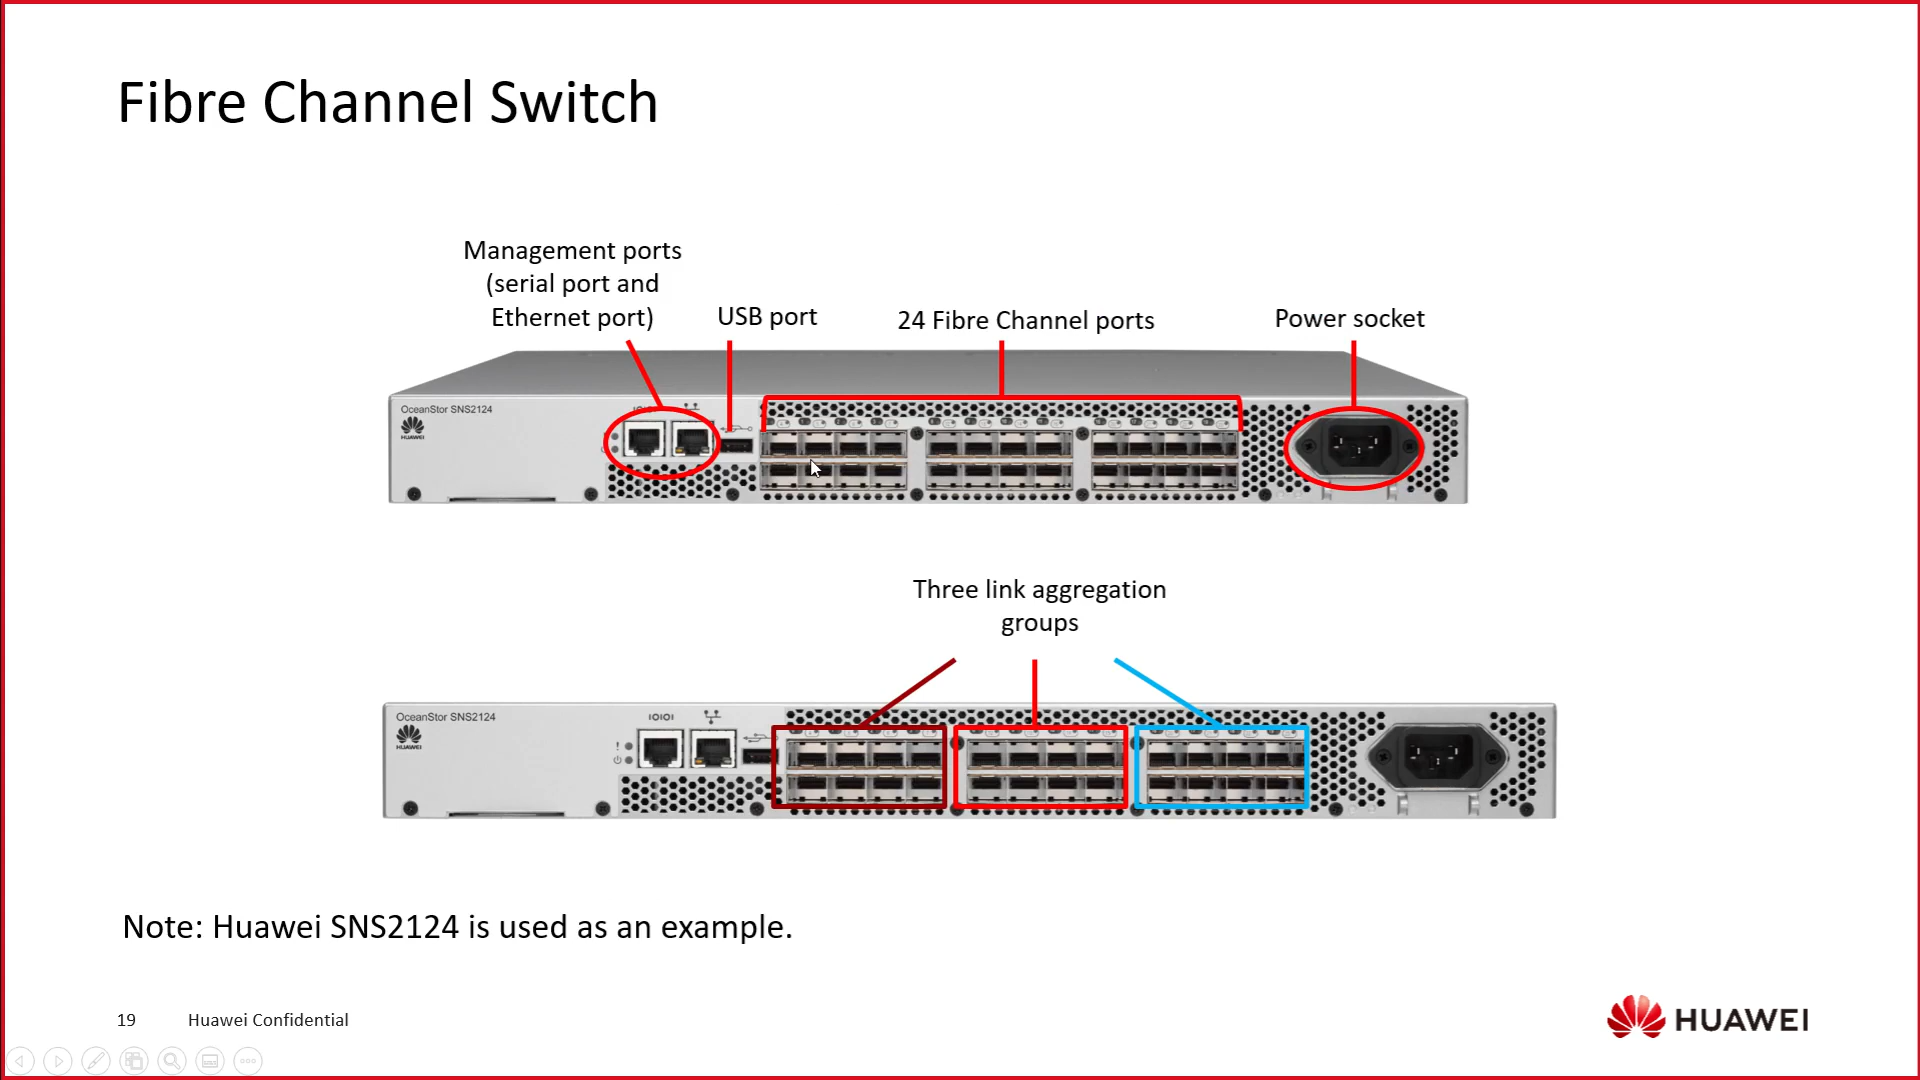 Fibre Channel Switch
Management ports
(serial port and
Ethernet port)
USB port
24 Fibre Channel ports
Power socket
OceanStor SNS2124
HUAWEI
Three link aggregation
groups
OceanStor SNS2124
IOIOI
HUAWEI
Note: Huawei SNS2124 is used as an example.
19
Huawei Confidential
HUAWEI